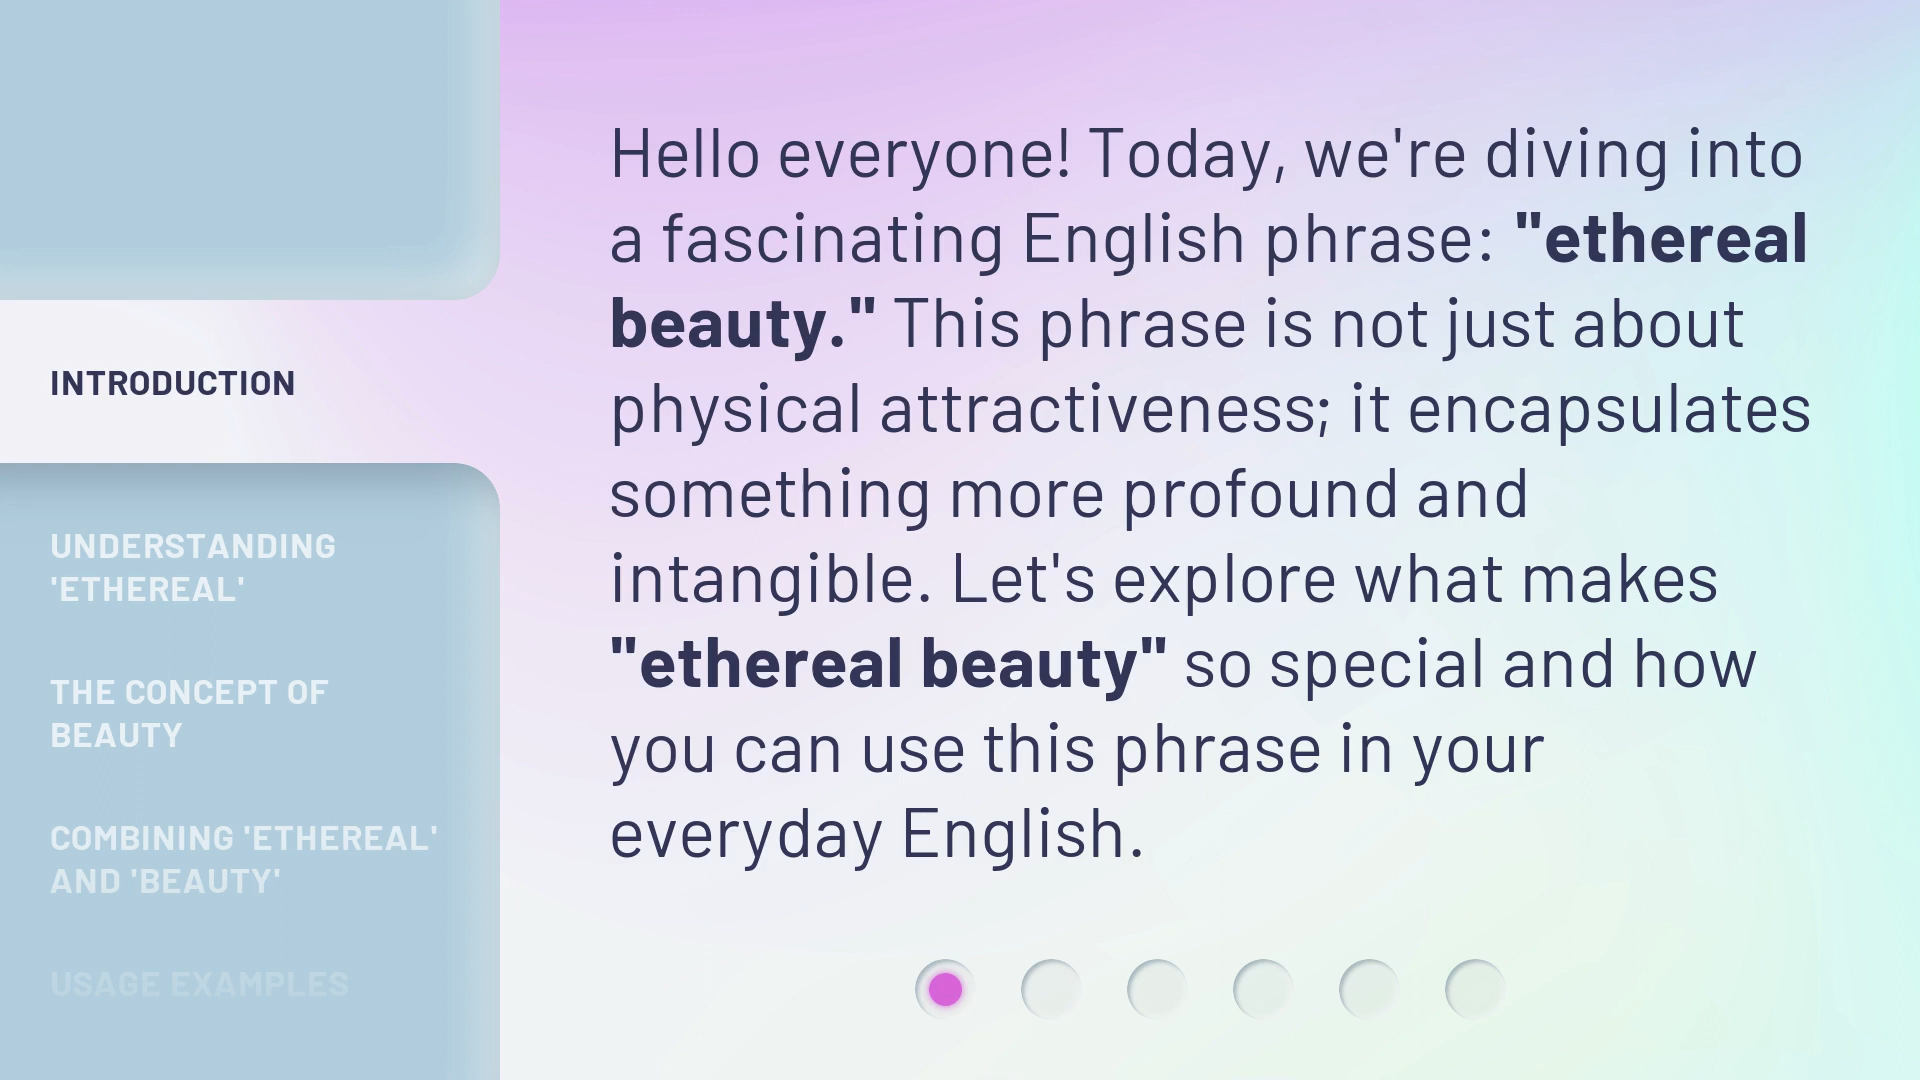 INTRODUCTION
UNDERSTANDING
'ETHEREAL'
THE CONCEPT OF
BEAUTY
COMBINING 'ETHEREAL'
AND 'BEAUTY'
USAGE EXAMPLES
Hello everyone! Today, we're diving into
a fascinating English phrase: "ethereal
beauty." This phrase is not just about
physical attractiveness; it encapsulates
something more profound and
intangible. Let's explore what makes
"ethereal beauty" so special and how
you can use this phrase in your
everyday English.